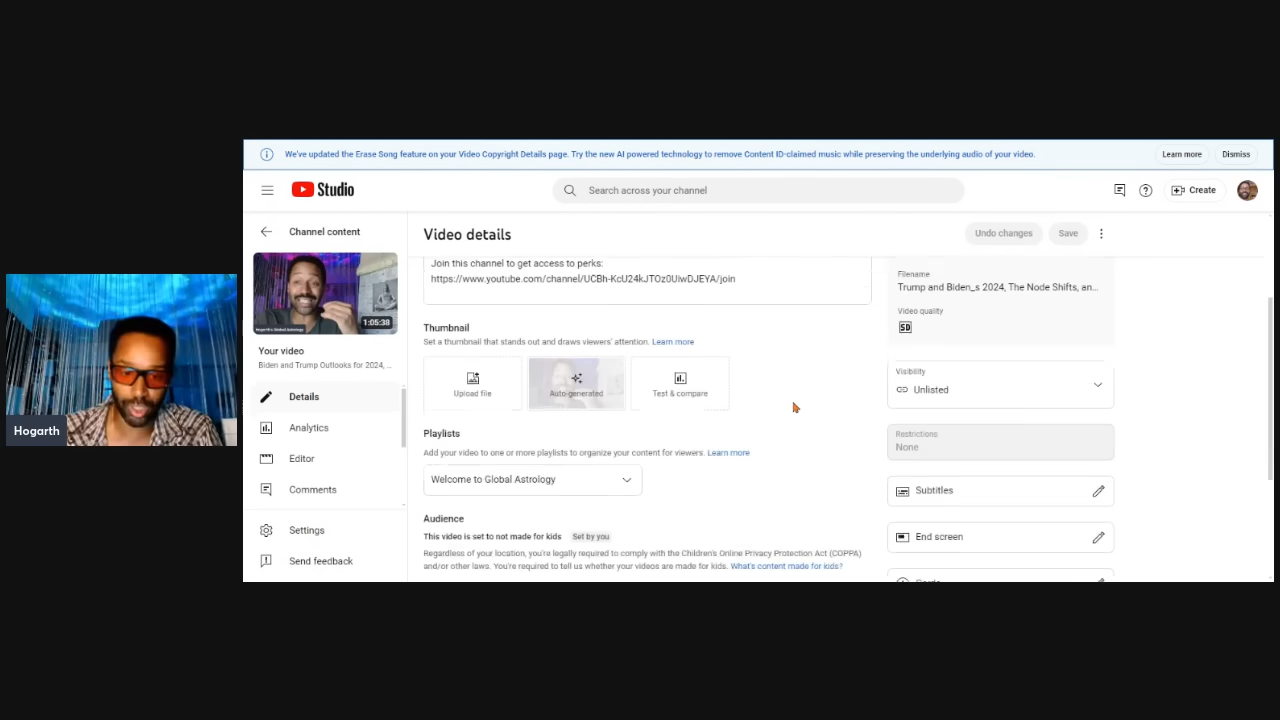 We've updated the Erase Song feature on your Video Copyright Details page. Try the new AI powered technology to remove Content ID-claimed music while preserving the underlying audio of your video.
Learn more
Dismiss
Studio
Search across your channel
Create
Channel content
Video details
Undo changes
Save
Hogarth's Global Astrology
1:05:38
Your video
Biden and Trump Outlooks for 2024, ...
Details
Analytics
Editor
Comments
Settings
Send feedback
Join this channel to get access to perks:
https://www.youtube.com/channel/UCBh-KcU24kJTOz0UiwDJEYA/join
Thumbnail
Set a thumbnail that stands out and draws viewers' attention. Learn more
Upload file
Auto-generated
Test & compare
Playlists
Add your video to one or more playlists to organize your content for viewers. Learn more
Welcome to Global Astrology
Audience
This video is set to not made for kids Set by you
Regardless of your location, you're legally required to comply with the Children's Online Privacy Protection Act (COPPA)
and/or other laws. You're required to tell us whether your videos are made for kids. What's content made for kids?
Filename
Trump and Biden_s 2024, The Node Shifts, an...
Video quality
SD
Visibility
Unlisted
Restrictions
None
Subtitles
End screen
Hogarth